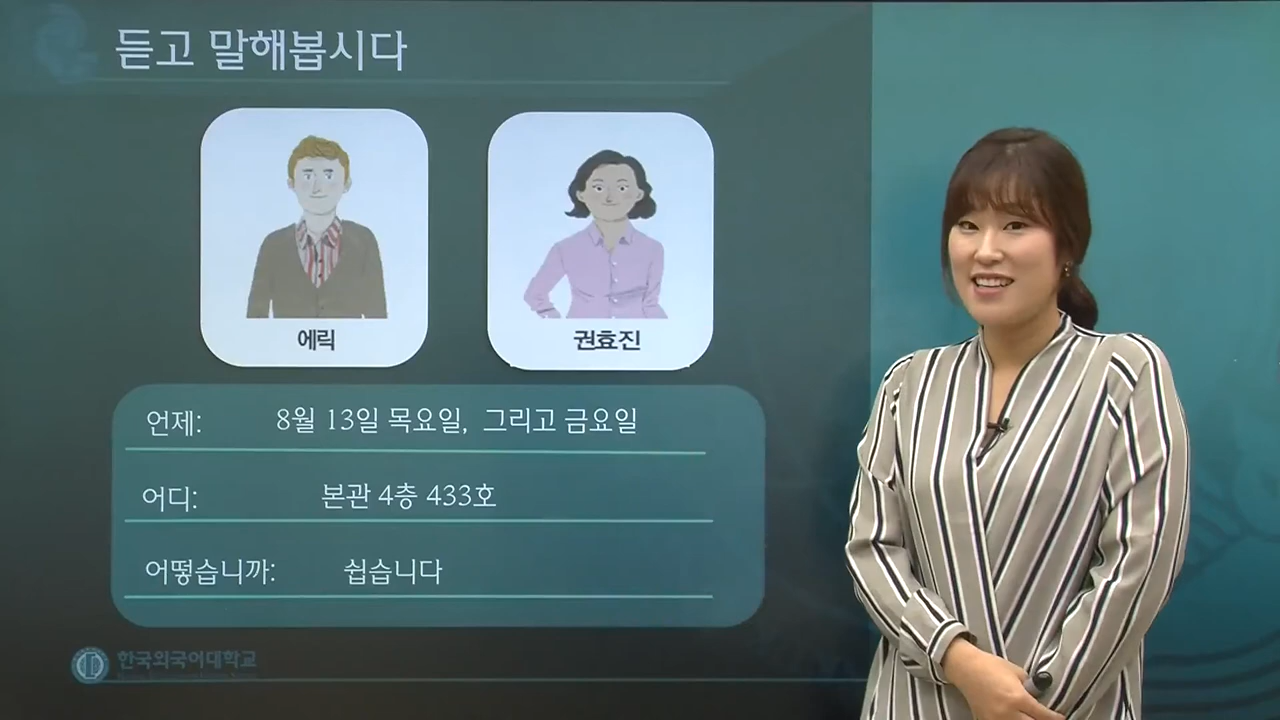 듣고 말해봅시다
에릭
권효진
언제: 8월 13일 목요일, 그리고 금요일
어디: 본관 4층 433호
어떻습니까: 쉽습니다
한국외국어대학교